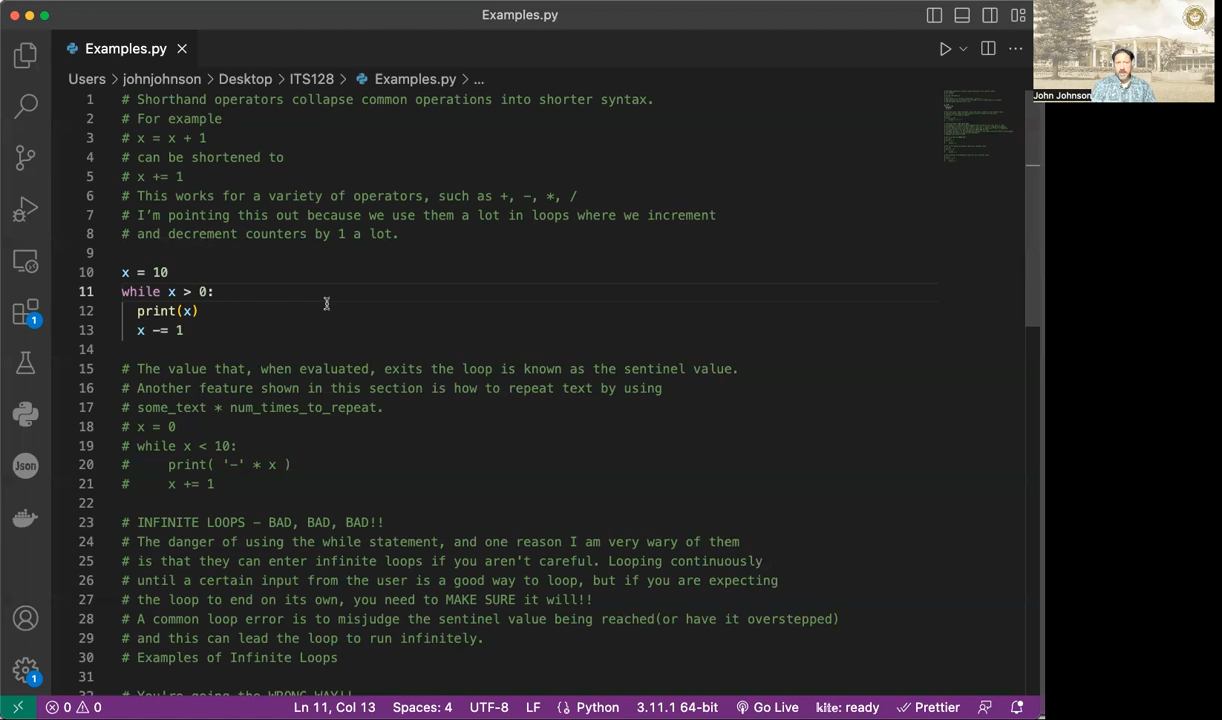 Examples.py
Examples.py
Users > johnjohnson > Desktop > ITS128 > Examples.py > ...
John Johnson
1 # Shorthand operators collapse common operations into shorter syntax.
2 # For example
3 # x = x + 1
4 # can be shortened to
5 # x += 1
6 # This works for a variety of operators, such as +, -, *, /
7 # I'm pointing this out because we use them a lot in loops where we increment
8 # and decrement counters by 1 a lot.
9
10 x = 10
11 while x > 0:
12 print(x)
13 x -= 1
14
15 # The value that, when evaluated, exits the loop is known as the sentinel value.
16 # Another feature shown in this section is how to repeat text by using
17 # some_text * num_times_to_repeat.
18 # x = 0
19 # while x < 10:
20 # print( '-' * x )
21 # x += 1
22
23 # INFINITE LOOPS - BAD, BAD, BAD!!
24 # The danger of using the while statement, and one reason I am very wary of them
25 # is that they can enter infinite loops if you aren't careful. Looping continuously
26 # until a certain input from the user is a good way to loop, but if you are expecting
27 # the loop to end on its own, you need to MAKE SURE it will!!
28 # A common loop error is to misjudge the sentinel value being reached(or have it overstepped)
29 # and this can lead the loop to run infinitely.
30 # Examples of Infinite Loops
31
32 # You're going the WRONG WAY!!
1
Json
1
0 0 Ln 11, Col 13 Spaces: 4 UTF-8 LF Python 3.11.1 64-bit Go Live kite: ready Prettier